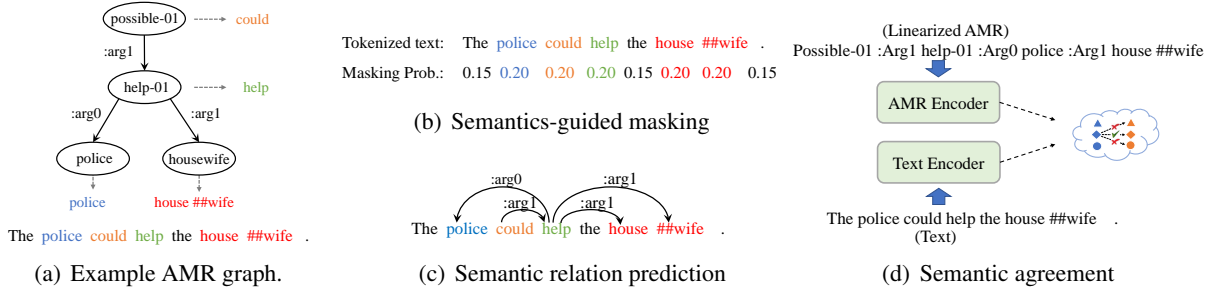 possible-01
could
:arg1
help-01
help
:arg0
:arg1
police
housewife
police
house ##wife
The police could help the house ##wife .
(a) Example AMR graph.
Tokenized text: The police could help the house ##wife .
Masking Prob.: 0.15 0.20 0.20 0.20 0.15 0.20 0.20 0.15
(b) Semantics-guided masking
:arg0
:arg1
:arg1
:arg1
The police could help the house ##wife .
(c) Semantic relation prediction
(Linearized AMR)
Possible-01 :Arg1 help-01 :Arg0 police :Arg1 house ##wife
AMR Encoder
Text Encoder
The police could help the house ##wife .
(Text)
(d) Semantic agreement